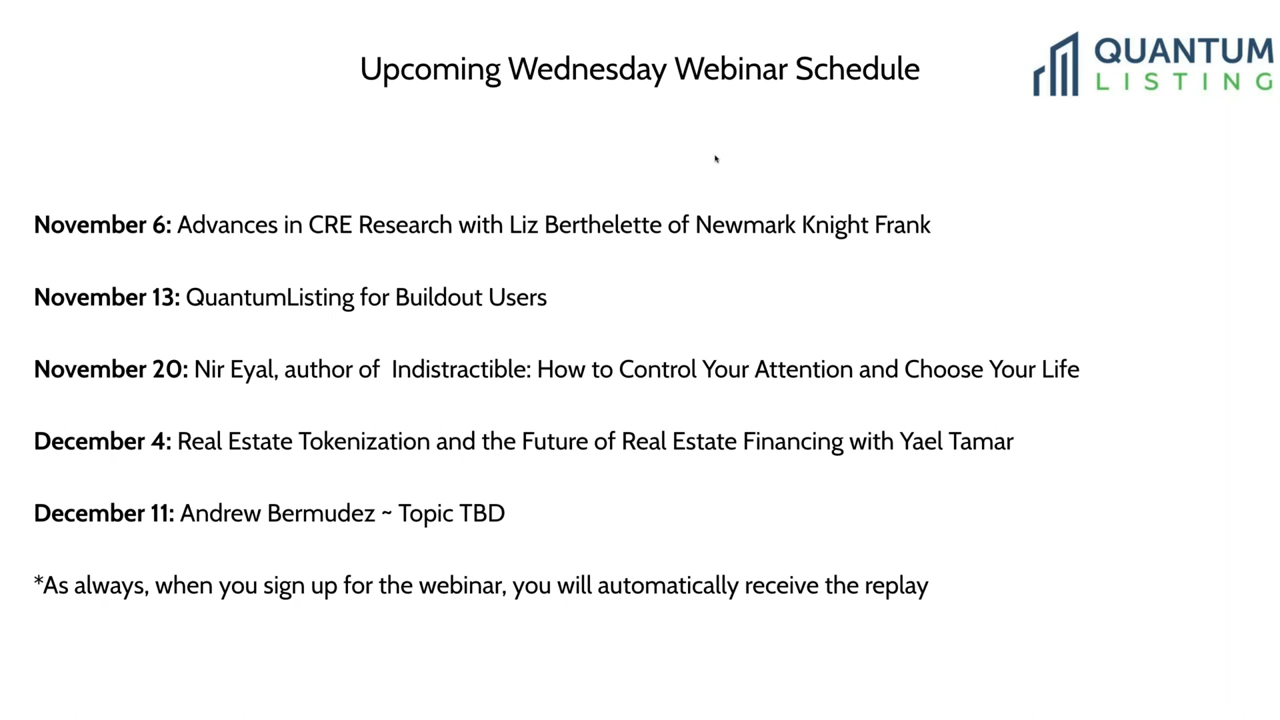 Upcoming Wednesday Webinar Schedule
QUANTUM
LISTING
November 6: Advances in CRE Research with Liz Berthelette of Newmark Knight Frank
November 13: QuantumListing for Buildout Users
November 20: Nir Eyal, author of  Indistractible: How to Control Your Attention and Choose Your Life
December 4: Real Estate Tokenization and the Future of Real Estate Financing with Yael Tamar
December 11: Andrew Bermudez ~ Topic TBD
*As always, when you sign up for the webinar, you will automatically receive the replay